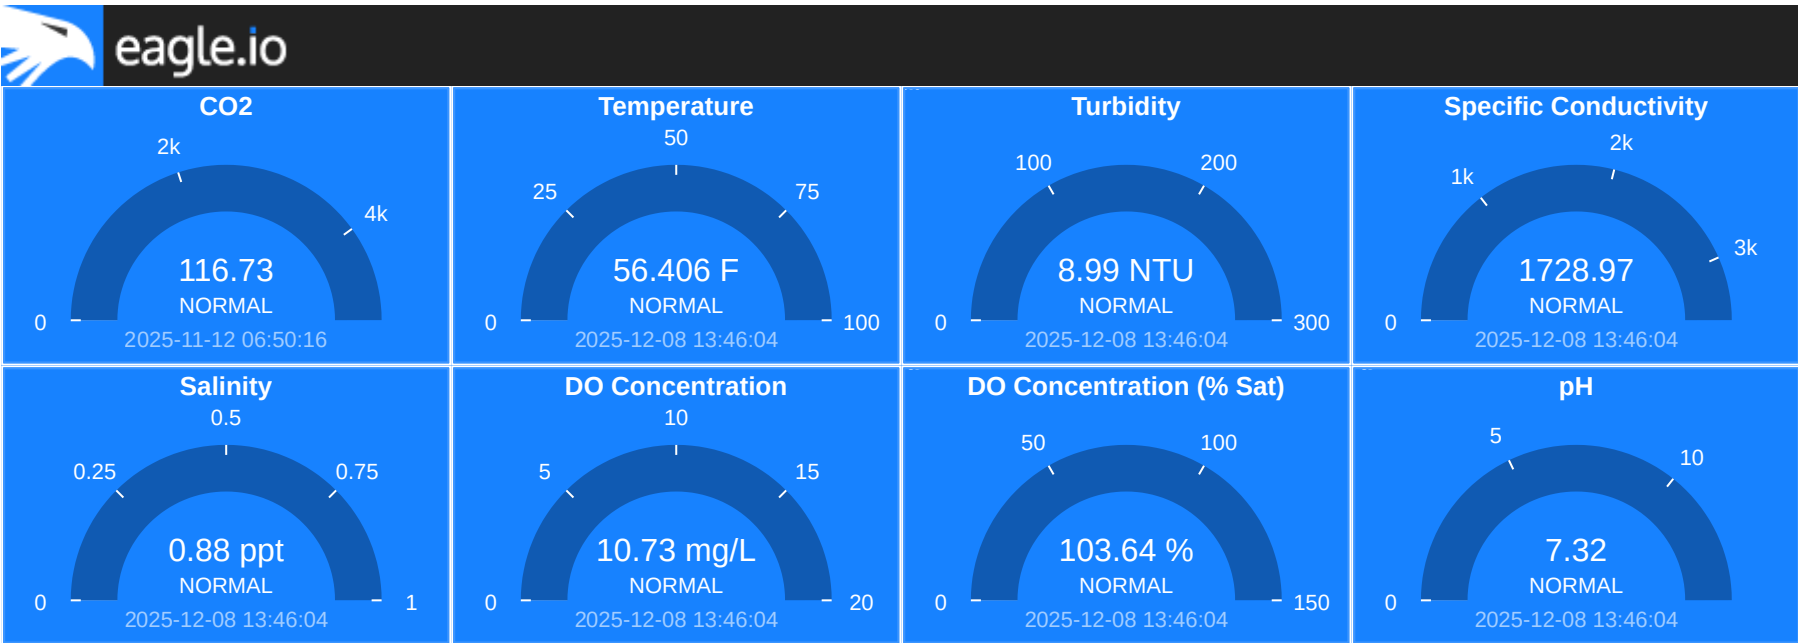 eagle.io
CO2
2k
4k
0
116.73
NORMAL
2025-11-12 06:50:16
Temperature
50
25
75
0
100
56.406 F
NORMAL
2025-12-08 13:46:04
Turbidity
100
200
0
300
8.99 NTU
NORMAL
2025-12-08 13:46:04
Specific Conductivity
2k
1k
3k
0
1728.97
NORMAL
2025-12-08 13:46:04
Salinity
0.5
0.25
0.75
0
1
0.88 ppt
NORMAL
2025-12-08 13:46:04
DO Concentration
10
5
15
0
20
10.73 mg/L
NORMAL
2025-12-08 13:46:04
DO Concentration (% Sat)
50
100
0
150
103.64 %
NORMAL
2025-12-08 13:46:04
pH
5
10
0
7.32
NORMAL
2025-12-08 13:46:04